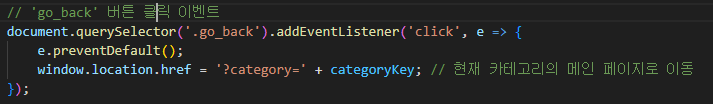 // 'go_back' 버튼 클릭 이벤트
document.querySelector('.go_back').addEventListener('click', e => {
    e.preventDefault();
    window.location.href = '?category=' + categoryKey; // 현재 카테고리의 메인 페이지로 이동
});